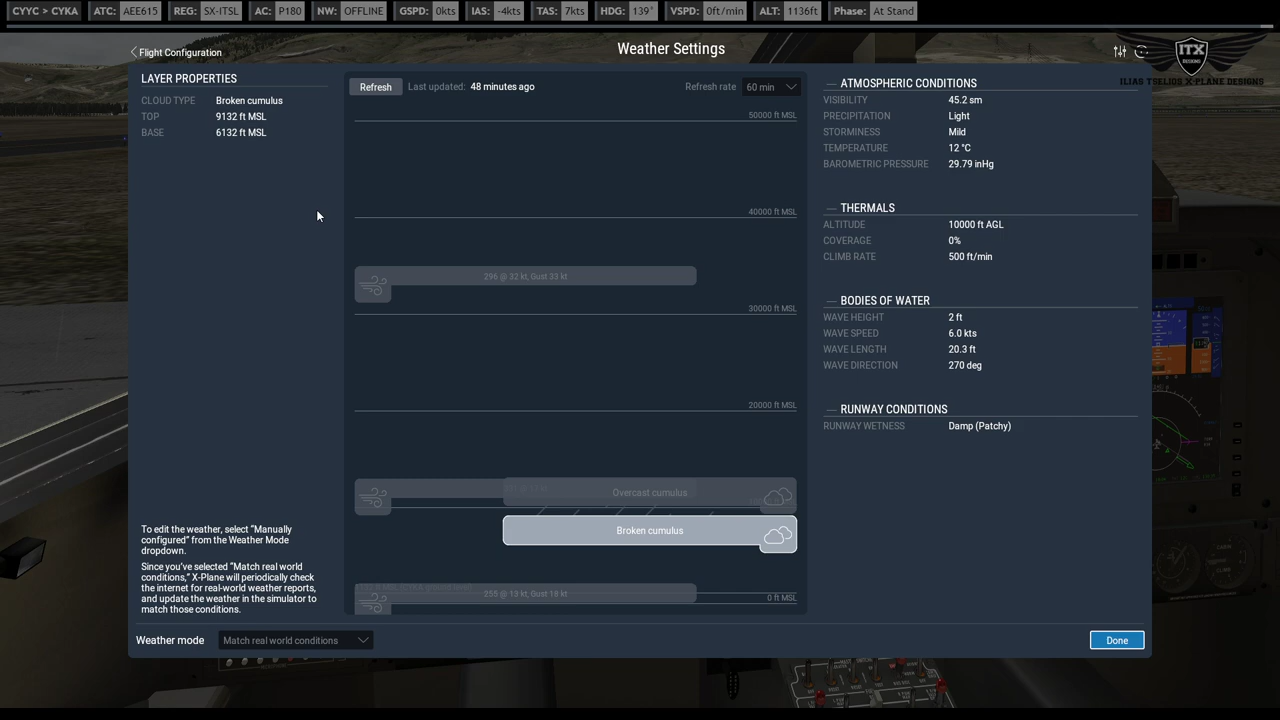 CYYC > CYKA ATC: AEE615 REG: SX-ITSL AC: P180 NW: OFFLINE GSPD: 0kts IAS: -4kts TAS: 7kts HDG: 139° VSPD: 0ft/min ALT: 1136ft Phase: At Stand
Flight Configuration
Weather Settings
ITX
DESIGNS
ILIAS TSELIOS X-PLANE DESIGNS
LAYER PROPERTIES
CLOUD TYPE Broken cumulus
TOP 9132 ft MSL
BASE 6132 ft MSL
To edit the weather, select “Manually
configured” from the Weather Mode
dropdown.
Since you’ve selected “Match real world
conditions,” X-Plane will periodically check
the internet for real-world weather reports,
and update the weather in the simulator to
match those conditions.
Refresh Last updated: 48 minutes ago Refresh rate 60 min
50000 ft MSL
40000 ft MSL
296 @ 32 kt, Gust 33 kt
30000 ft MSL
20000 ft MSL
Overcast cumulus
Broken cumulus
255 @ 13 kt, Gust 18 kt
0 ft MSL
ATMOSPHERIC CONDITIONS
VISIBILITY 45.2 sm
PRECIPITATION Light
STORMINESS Mild
TEMPERATURE 12 °C
BAROMETRIC PRESSURE 29.79 inHg
THERMALS
ALTITUDE 10000 ft AGL
COVERAGE 0%
CLIMB RATE 500 ft/min
BODIES OF WATER
WAVE HEIGHT 2 ft
WAVE SPEED 6.0 kts
WAVE LENGTH 20.3 ft
WAVE DIRECTION 270 deg
RUNWAY CONDITIONS
RUNWAY WETNESS Damp (Patchy)
Weather mode Match real world conditions
Done